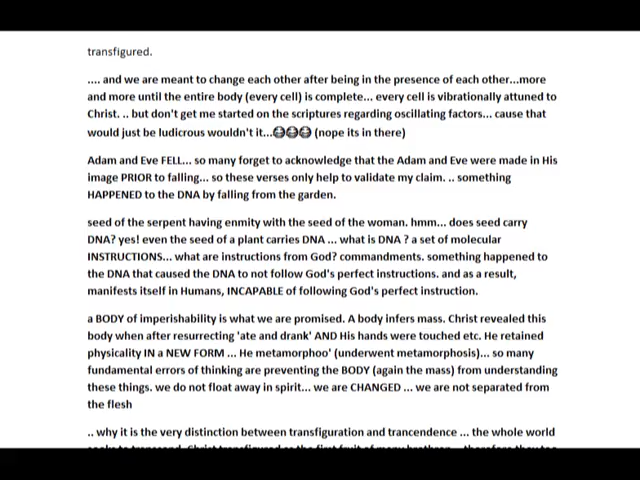 transfigured.
.... and we are meant to change each other after being in the presence of each other...more
and more until the entire body (every cell) is complete... every cell is vibrationally attuned to
Christ. .. but don't get me started on the scriptures regarding oscillating factors... cause that
would just be ludicrous wouldn't it...😂😂😂 (nope its in there)
Adam and Eve FELL... so many forget to acknowledge that the Adam and Eve were made in His
image PRIOR to falling... so these verses only help to validate my claim. .. something
HAPPENED to the DNA by falling from the garden.
seed of the serpent having enmity with the seed of the woman. hmm... does seed carry
DNA? yes! even the seed of a plant carries DNA ... what is DNA ? a set of molecular
INSTRUCTIONS... what are instructions from God? commandments. something happened to
the DNA that caused the DNA to not follow God's perfect instructions. and as a result,
manifests itself in Humans, INCAPABLE of following God's perfect instruction.
a BODY of imperishability is what we are promised. A body infers mass. Christ revealed this
body when after resurrecting 'ate and drank' AND His hands were touched etc. He retained
physicality IN a NEW FORM ... He metamorphoo' (underwent metamorphosis)... so many
fundamental errors of thinking are preventing the BODY (again the mass) from understanding
these things. we do not float away in spirit... we are CHANGED ... we are not separated from
the flesh
.. why it is the very distinction between transfiguration and trancendence ... the whole world